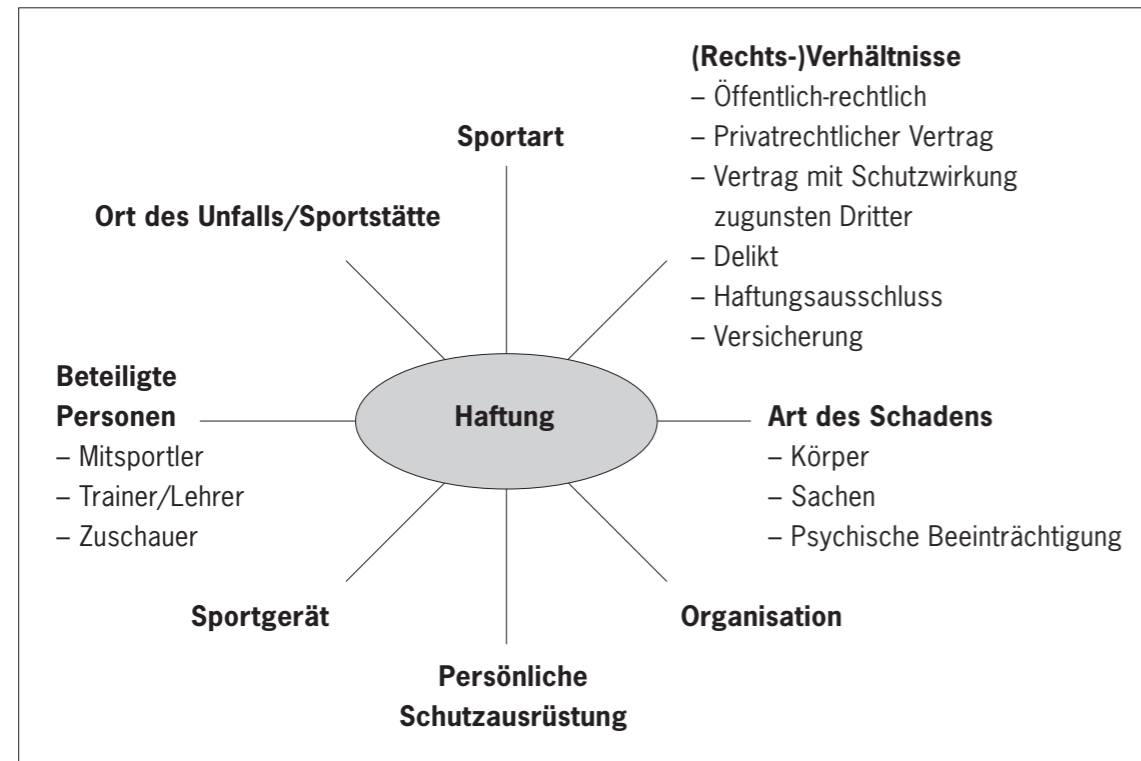 (Rechts-)Verhältnisse
– Öffentlich-rechtlich
– Privatrechtlicher Vertrag
– Vertrag mit Schutzwirkung
zugunsten Dritter
– Delikt
– Haftungsausschluss
– Versicherung
Sportart
Ort des Unfalls/Sportstätte
Beteiligte
Personen
– Mitsportler
– Trainer/Lehrer
– Zuschauer
Haftung
Art des Schadens
– Körper
– Sachen
– Psychische Beeinträchtigung
Sportgerät
Organisation
Persönliche
Schutzausrüstung